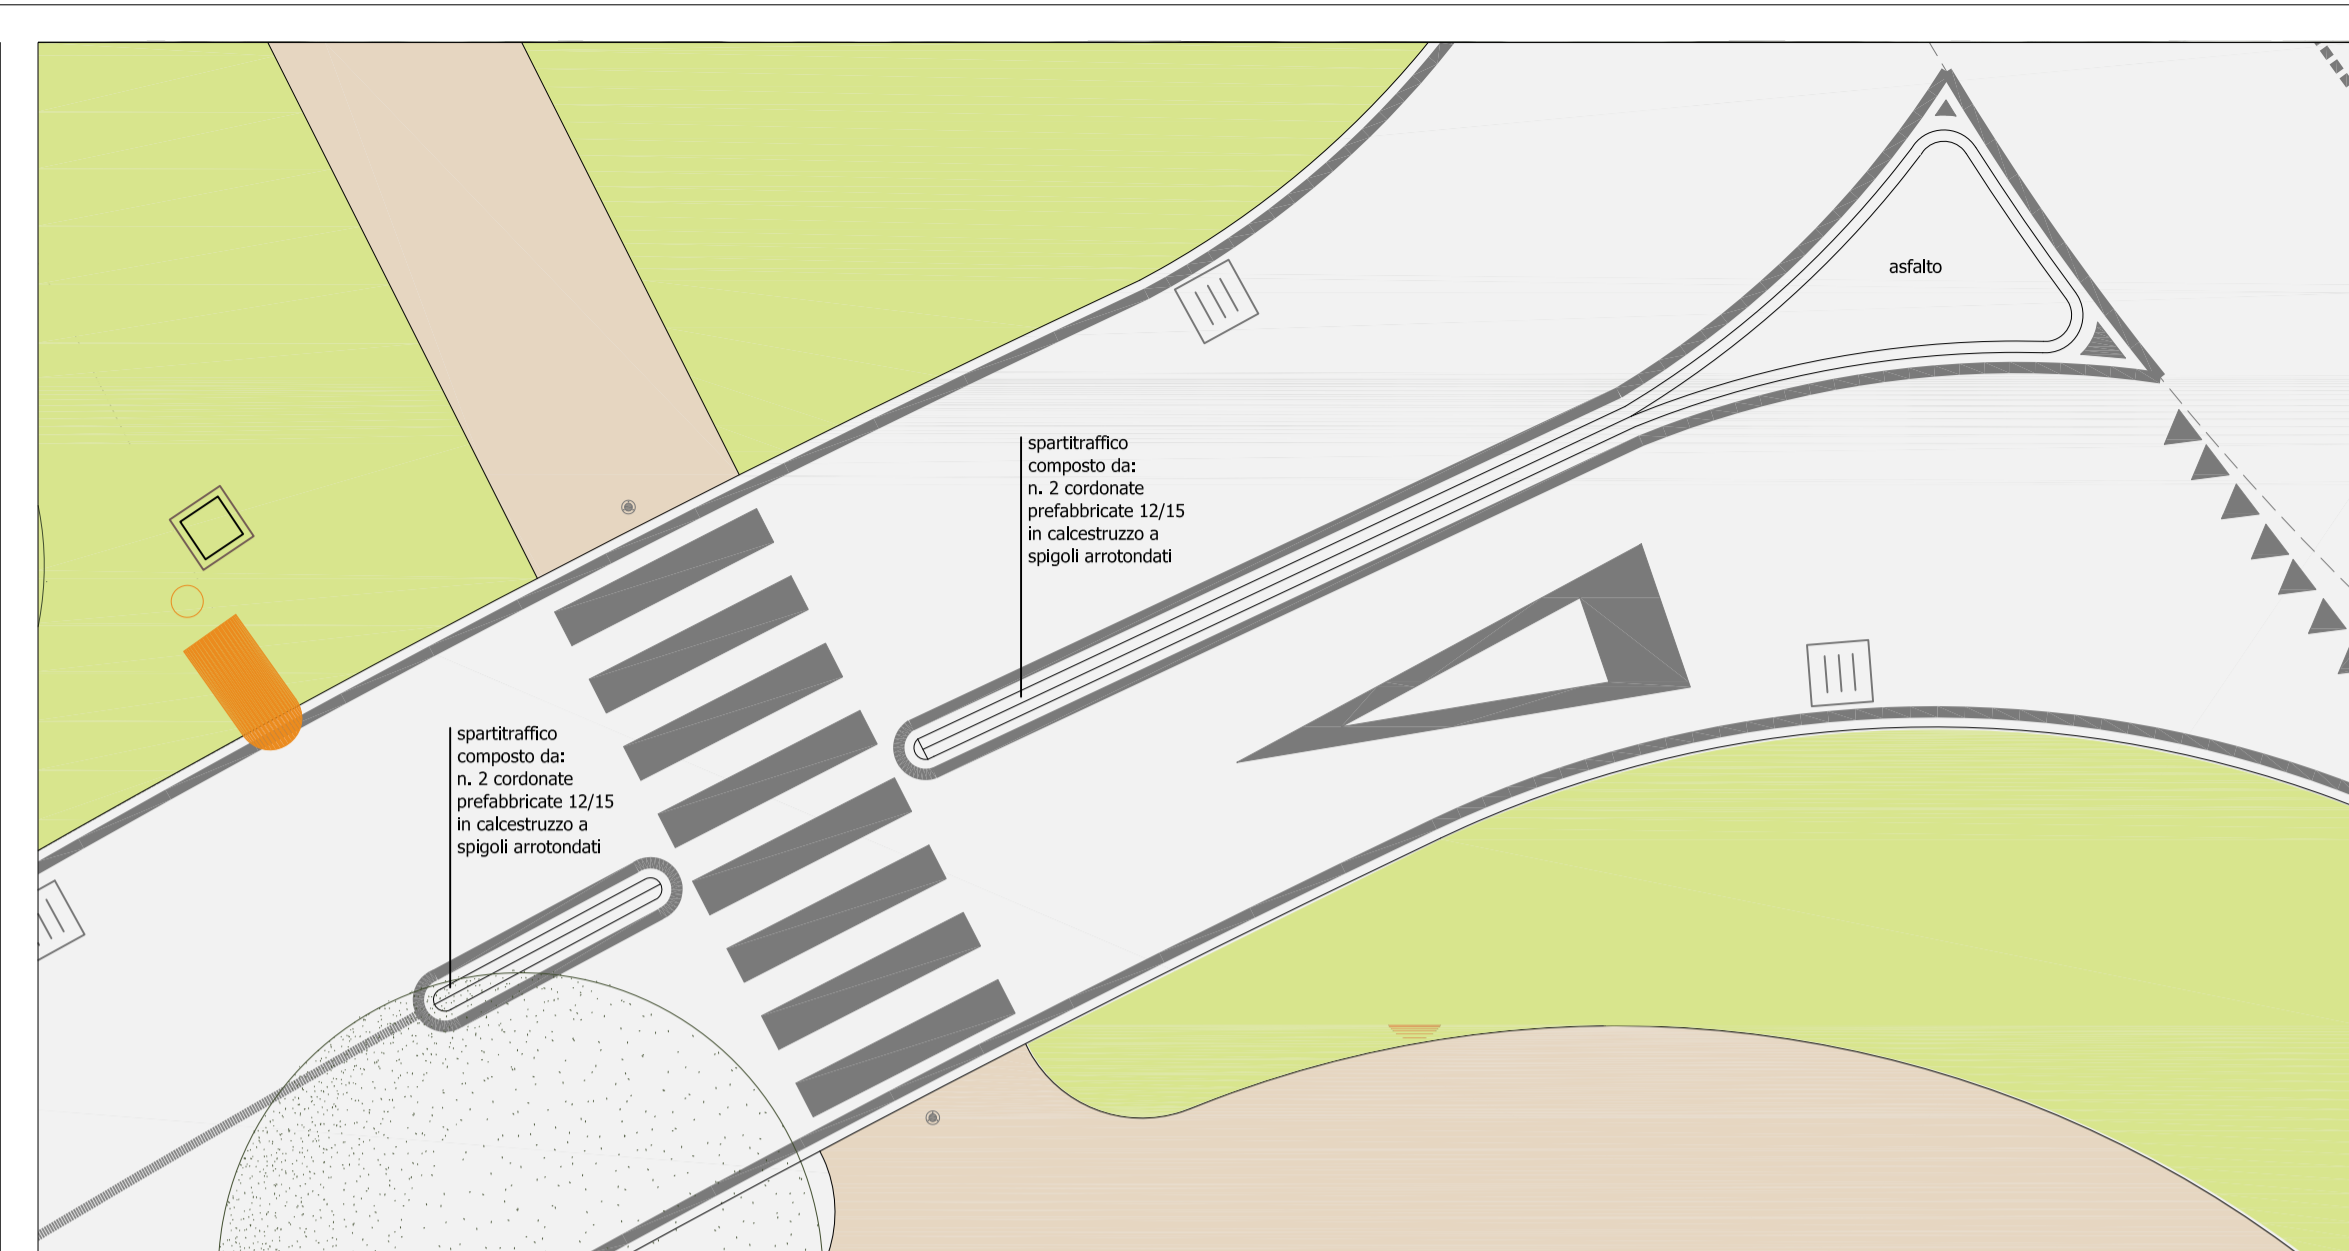 asfalto
spartitraffico
composto da:
n. 2 cordonate
prefabbricate 12/15
in calcestruzzo a
spigoli arrotondati
spartitraffico
composto da:
n. 2 cordonate
prefabbricate 12/15
in calcestruzzo a
spigoli arrotondati